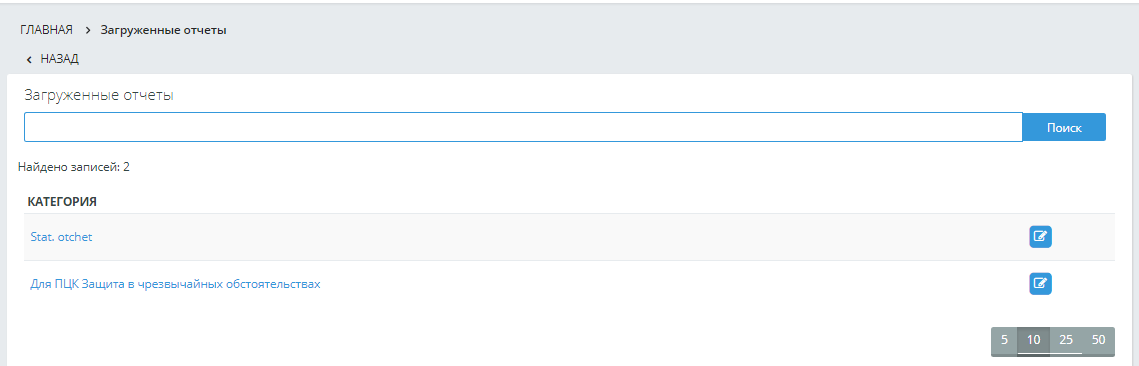 ГЛАВНАЯ > Загруженные отчеты
< НАЗАД
Загруженные отчеты
Поиск
Найдено записей: 2
КАТЕГОРИЯ
Stat. otchet
Для ПЦК Защита в чрезвычайных обстоятельствах
5 10 25 50